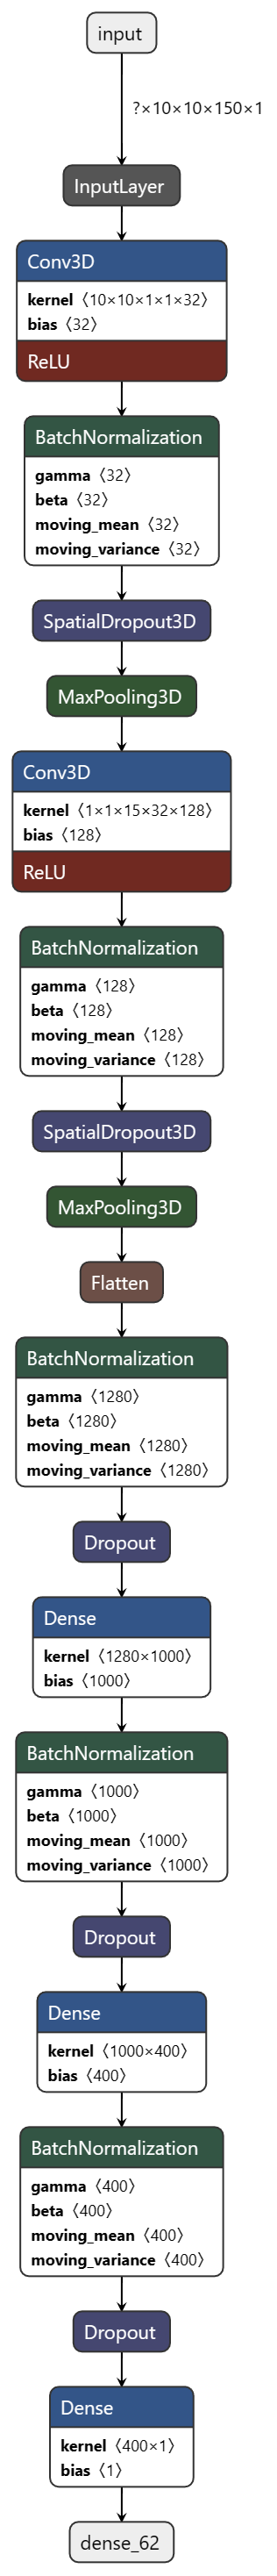 input
?×10×10×150×1
InputLayer
Conv3D
kernel〈10×10×1×1×32〉
bias〈32〉
ReLU
BatchNormalization
gamma〈32〉
beta〈32〉
moving_mean〈32〉
moving_variance〈32〉
SpatialDropout3D
MaxPooling3D
Conv3D
kernel〈1×1×15×32×128〉
bias〈128〉
ReLU
BatchNormalization
gamma〈128〉
beta〈128〉
moving_mean〈128〉
moving_variance〈128〉
SpatialDropout3D
MaxPooling3D
Flatten
BatchNormalization
gamma〈1280〉
beta〈1280〉
moving_mean〈1280〉
moving_variance〈1280〉
Dropout
Dense
kernel〈1280×1000〉
bias〈1000〉
BatchNormalization
gamma〈1000〉
beta〈1000〉
moving_mean〈1000〉
moving_variance〈1000〉
Dropout
Dense
kernel〈1000×400〉
bias〈400〉
BatchNormalization
gamma〈400〉
beta〈400〉
moving_mean〈400〉
moving_variance〈400〉
Dropout
Dense
kernel〈400×1〉
bias〈1〉
dense_62